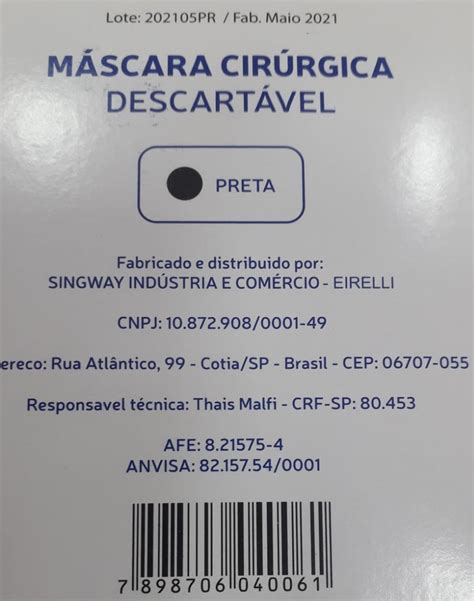 Lote: 202105PR / Fab. Maio 2021
MÁSCARA CIRÚRGICA
DESCARTÁVEL
PRETA
Fabricado e distribuido por:
SINGWAY INDÚSTRIA E COMÉRCIO - EIRELLI
CNPJ: 10.872.908/0001-49
ereco: Rua Atlântico, 99 - Cotia/SP - Brasil - CEP: 06707-055
Responsavel técnica: Thais Malfi - CRF-SP: 80.453
AFE: 8.21575-4
ANVISA: 82.157.54/0001
7 898706 040061